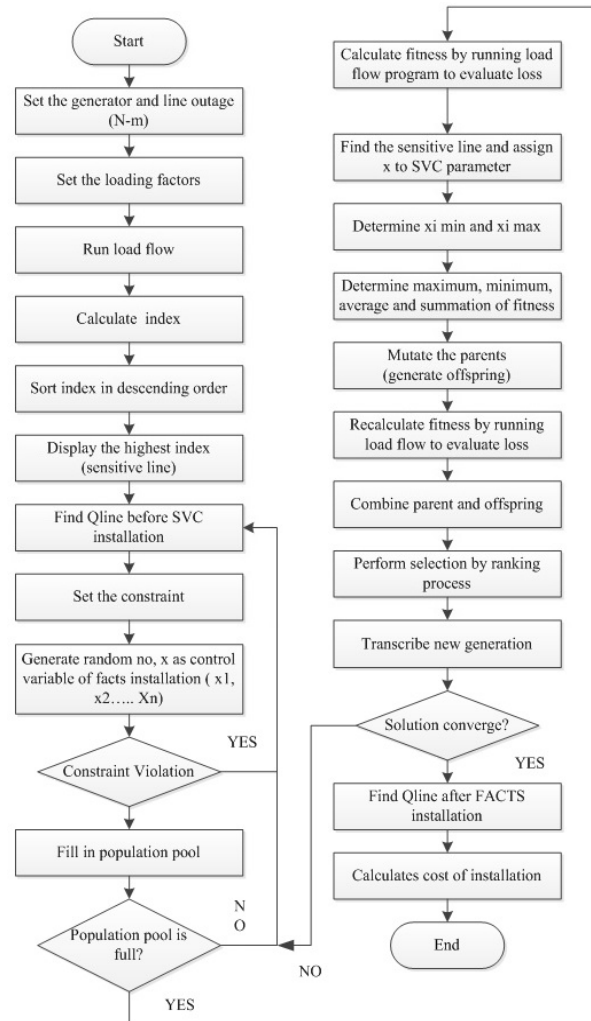 Start
Set the generator and line outage
(N-m)
Set the loading factors
Run load flow
Calculate index
Sort index in descending order
Display the highest index
(sensitive line)
Find Qline before SVC
installation
Set the constraint
Generate random no, x as control
variable of facts installation ( x1,
x2….. Xn)
YES
Constraint Violation
Fill in population pool
N
O
Population pool is
full?
NO
YES
Calculate fitness by running load
flow program to evaluate loss
Find the sensitive line and assign
x to SVC parameter
Determine xi min and xi max
Determine maximum, minimum,
average and summation of fitness
Mutate the parents
(generate offspring)
Recalculate fitness by running
load flow to evaluate loss
Combine parent and offspring
Perform selection by ranking
process
Transcribe new generation
Solution converge?
YES
Find Qline after FACTS
installation
Calculates cost of installation
End